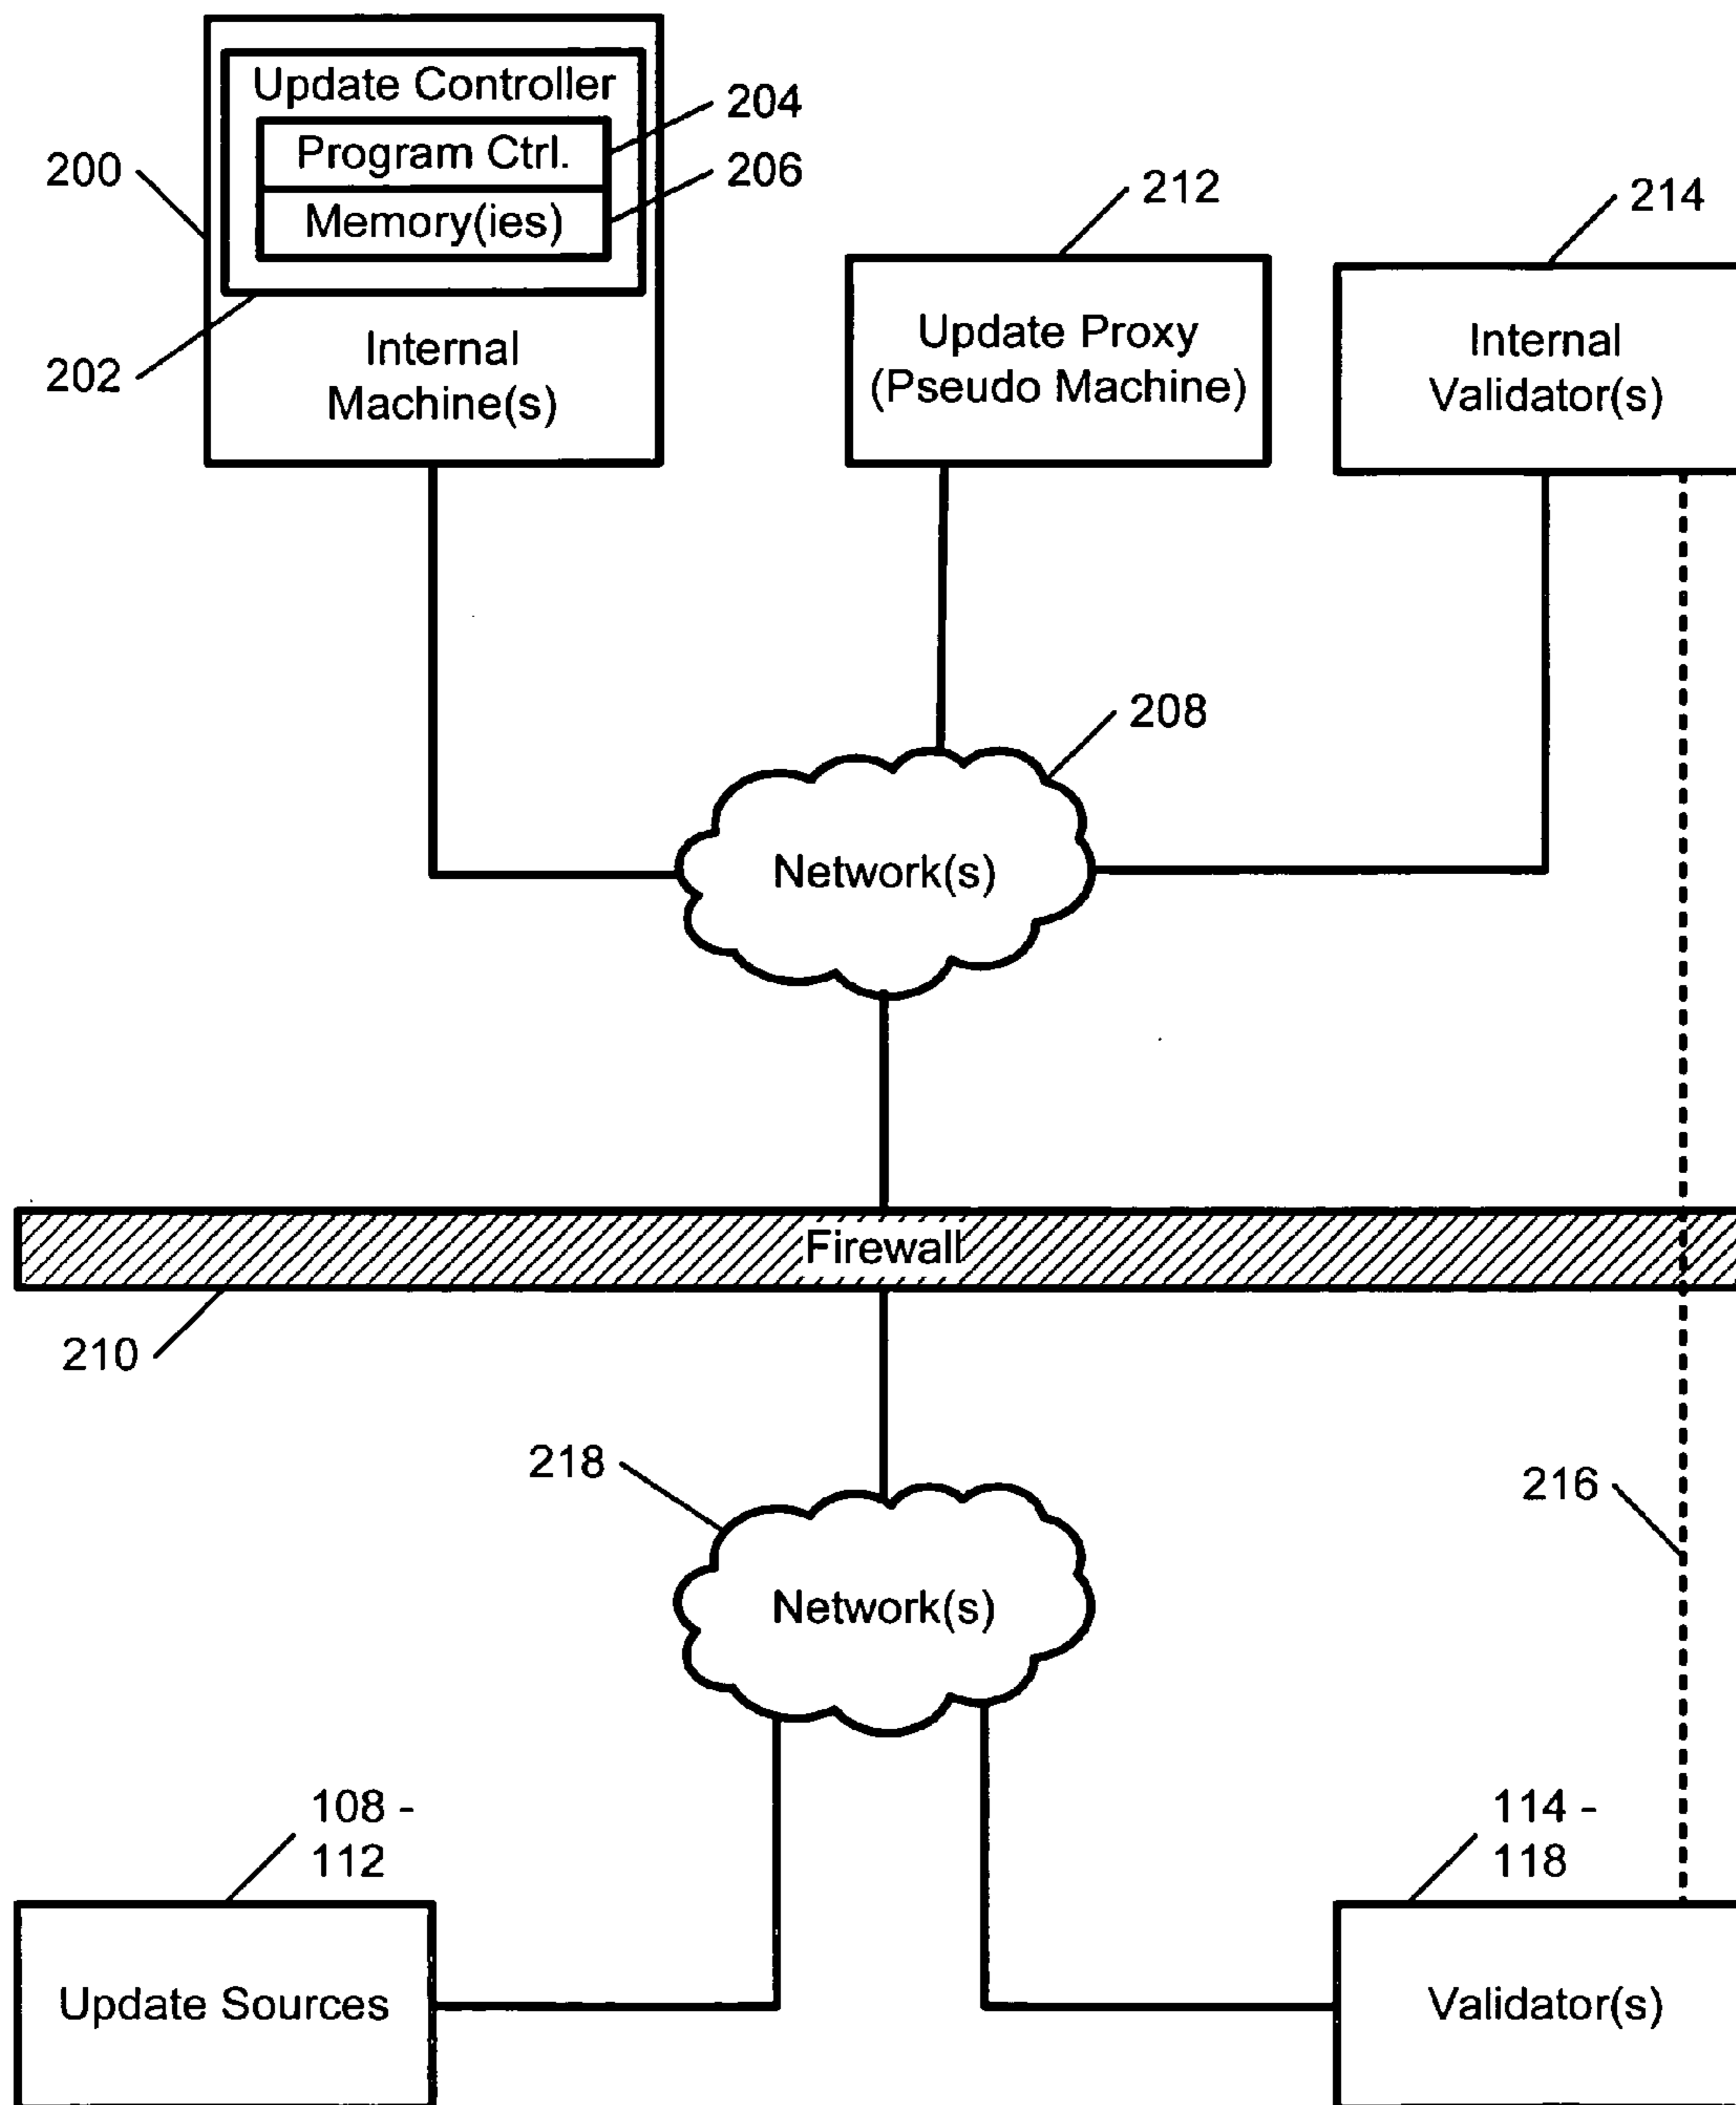 Update Controller
204
Program Ctrl.
200
206
Memory(ies)
212
214
202
Internal
Machine(s)
Update Proxy
(Pseudo Machine)
Internal
Validator(s)
208
Network(s)
Firewall
210
218
216
Network(s)
108 -
112
114 -
118
Update Sources
Validator(s)